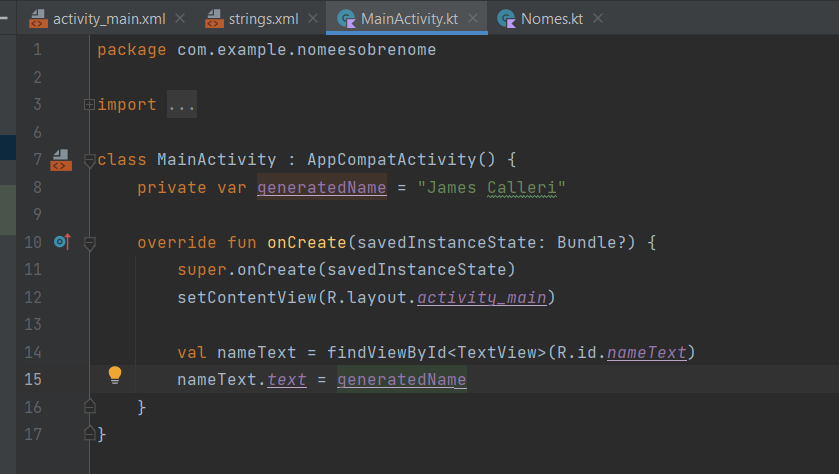 activity_main.xml strings.xml MainActivity.kt Nomes.kt
1 package com.example.nomeesobrenome
2
3 import ...
6
7 class MainActivity : AppCompatActivity() {
8 private var generatedName = "James Calleri"
9
10 override fun onCreate(savedInstanceState: Bundle?) {
11 super.onCreate(savedInstanceState)
12 setContentView(R.layout.activity_main)
13
14 val nameText = findViewById<TextView>(R.id.nameText)
15 nameText.text = generatedName
16 }
17 }